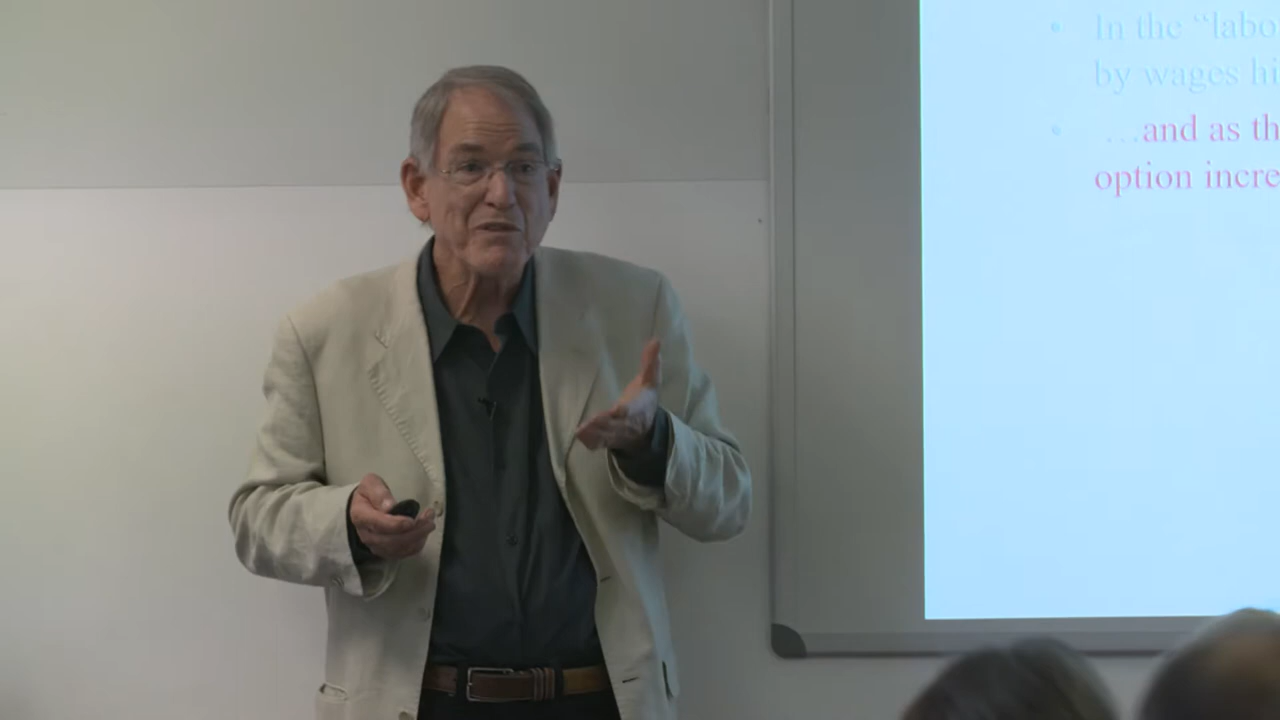 • In the “labo
by wages hi
• …and as th
option incre